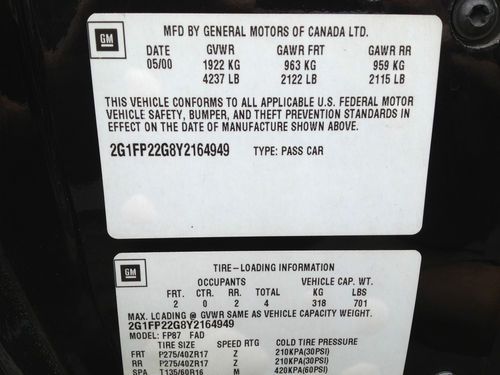 GM
MFD BY GENERAL MOTORS OF CANADA LTD.
DATE GVWR GAWR FRT GAWR RR
05/00 1922 KG 963 KG 959 KG
4237 LB 2122 LB 2115 LB
THIS VEHICLE CONFORMS TO ALL APPLICABLE U.S. FEDERAL MOTOR
VEHICLE SAFETY, BUMPER, AND THEFT PREVENTION STANDARDS IN
EFFECT ON THE DATE OF MANUFACTURE SHOWN ABOVE.
2G1FP22G8Y2164949 TYPE: PASS CAR
GM
TIRE-LOADING INFORMATION
OCCUPANTS VEHICLE CAP. WT.
FRT. CTR. RR. TOTAL KG LBS
2 0 2 4 318 701
MAX. LOADING @ GVWR SAME AS VEHICLE CAPACITY WEIGHT.
2G1FP22G8Y2164949
MODEL: FP87 FAD
TIRE SIZE SPEED RTG COLD TIRE PRESSURE
FRT P275/40ZR17 Z 210KPA(30PSI)
RR P275/40ZR17 Z 210KPA(30PSI)
SPA T135/60R16 M 420KPA(60PSI)